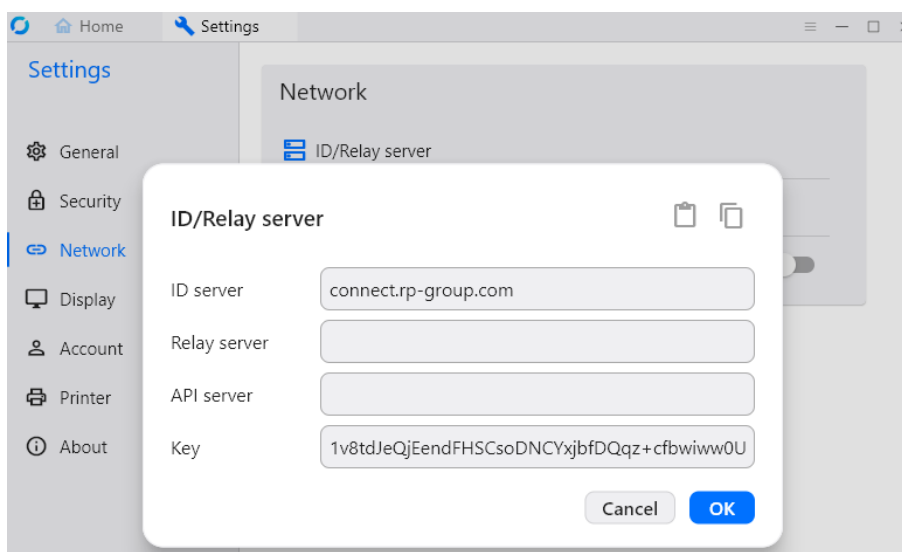 Home
Settings
Settings
Network
General
ID/Relay server
Security
ID/Relay server
Network
ID server
connect.rp-group.com
Display
Relay server
Account
API server
Printer
Key
1v8tdJeQjEendFHSCsoDNCYxjbfDQqz+cfbwiww0U
About
Cancel
OK